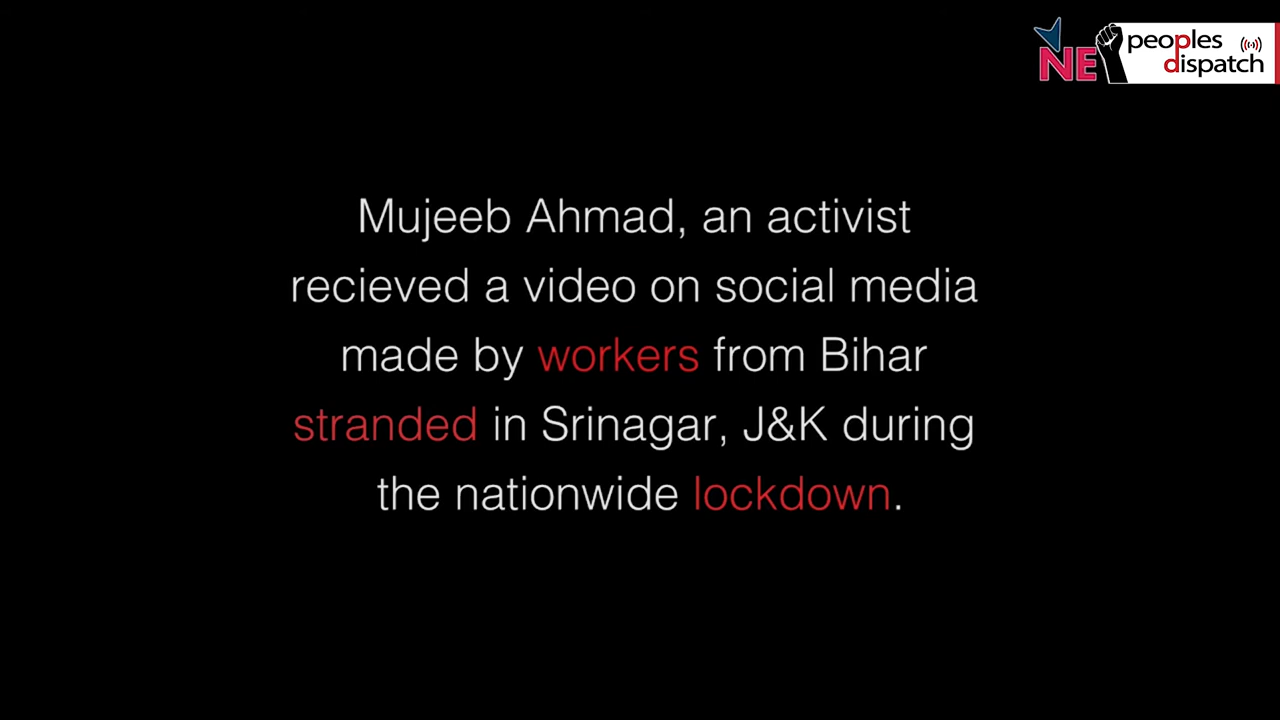 NE
peoples
dispatch
Mujeeb Ahmad, an activist
recieved a video on social media
made by workers from Bihar
stranded in Srinagar, J&K during
the nationwide lockdown.